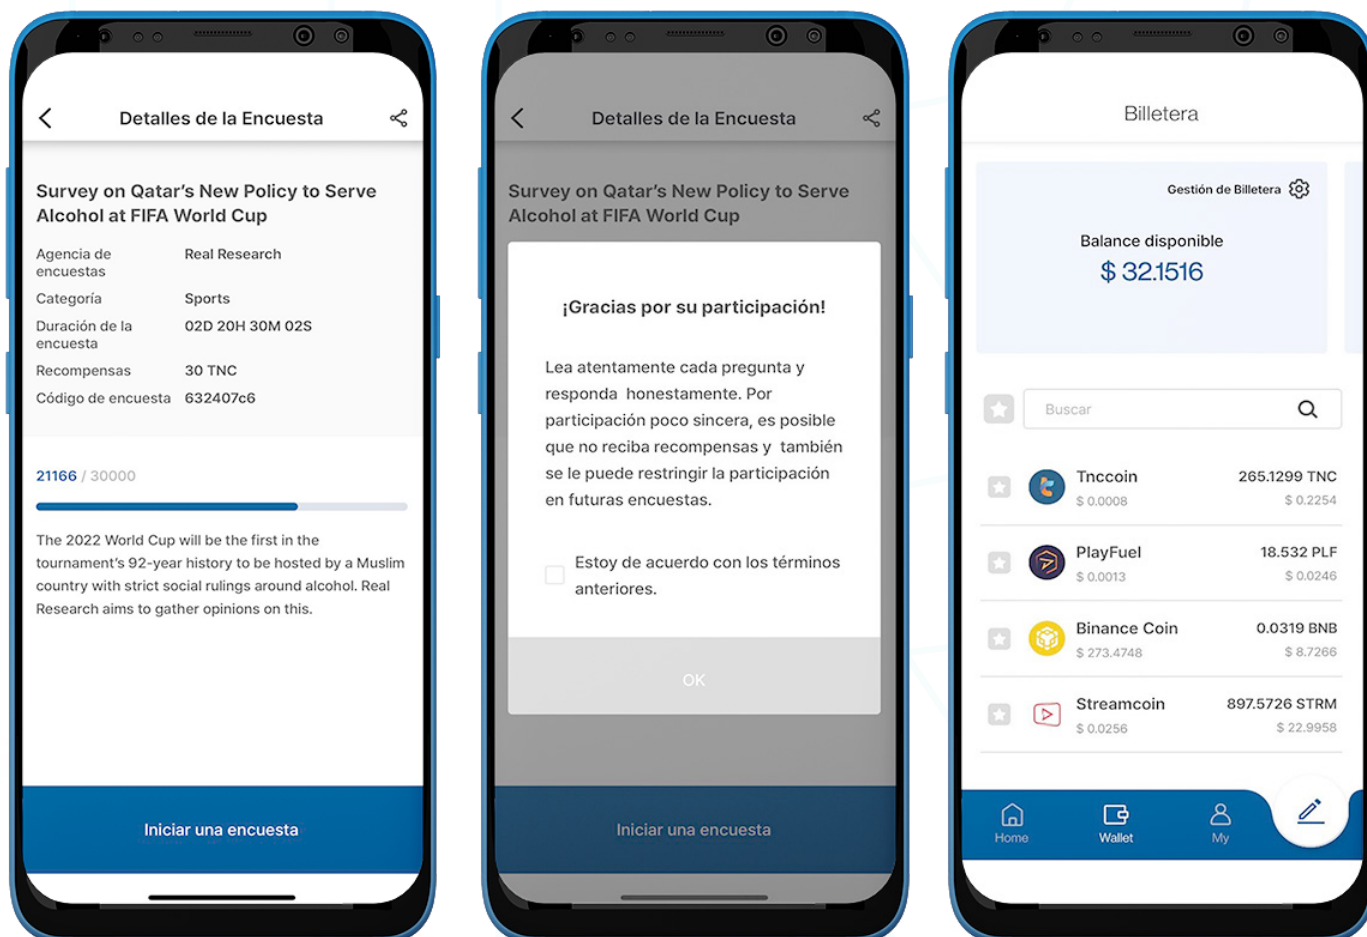 Detalles de la Encuesta
Survey on Qatar's New Policy to Serve
Alcohol at FIFA World Cup
Agencia de
encuestas
Real Research
Categoría
Sports
Duración de la
encuesta
02D 20H 30M 02S
Recompensas
30 TNC
Código de encuesta
632407c6
21166 / 30000
The 2022 World Cup will be the first in the
tournament's 92-year history to be hosted by a Muslim
country with strict social rulings around alcohol. Real
Research aims to gather opinions on this.
Iniciar una encuesta
Detalles de la Encuesta
Survey on Qatar's New Policy to Serve
Alcohol at FIFA World Cup
¡Gracias por su participación!
Lea atentamente cada pregunta y
responda honestamente. Por
participación poco sincera, es posible
que no reciba recompensas y también
se le puede restringir la participación
en futuras encuestas.
Estoy de acuerdo con los términos
anteriores.
OK
Iniciar una encuesta
Billetera
Gestión de Billetera
Balance disponible
$ 32.1516
Buscar
Tnccoin
265.1299 TNC
$ 0.0008
$ 0.2254
PlayFuel
18.532 PLF
$ 0.0013
$ 0.0246
Binance Coin
0.0319 BNB
$ 273.4748
$ 8.7266
Streamcoin
897.5726 STRM
$ 0.0256
$ 22.9958
Home
Wallet
My